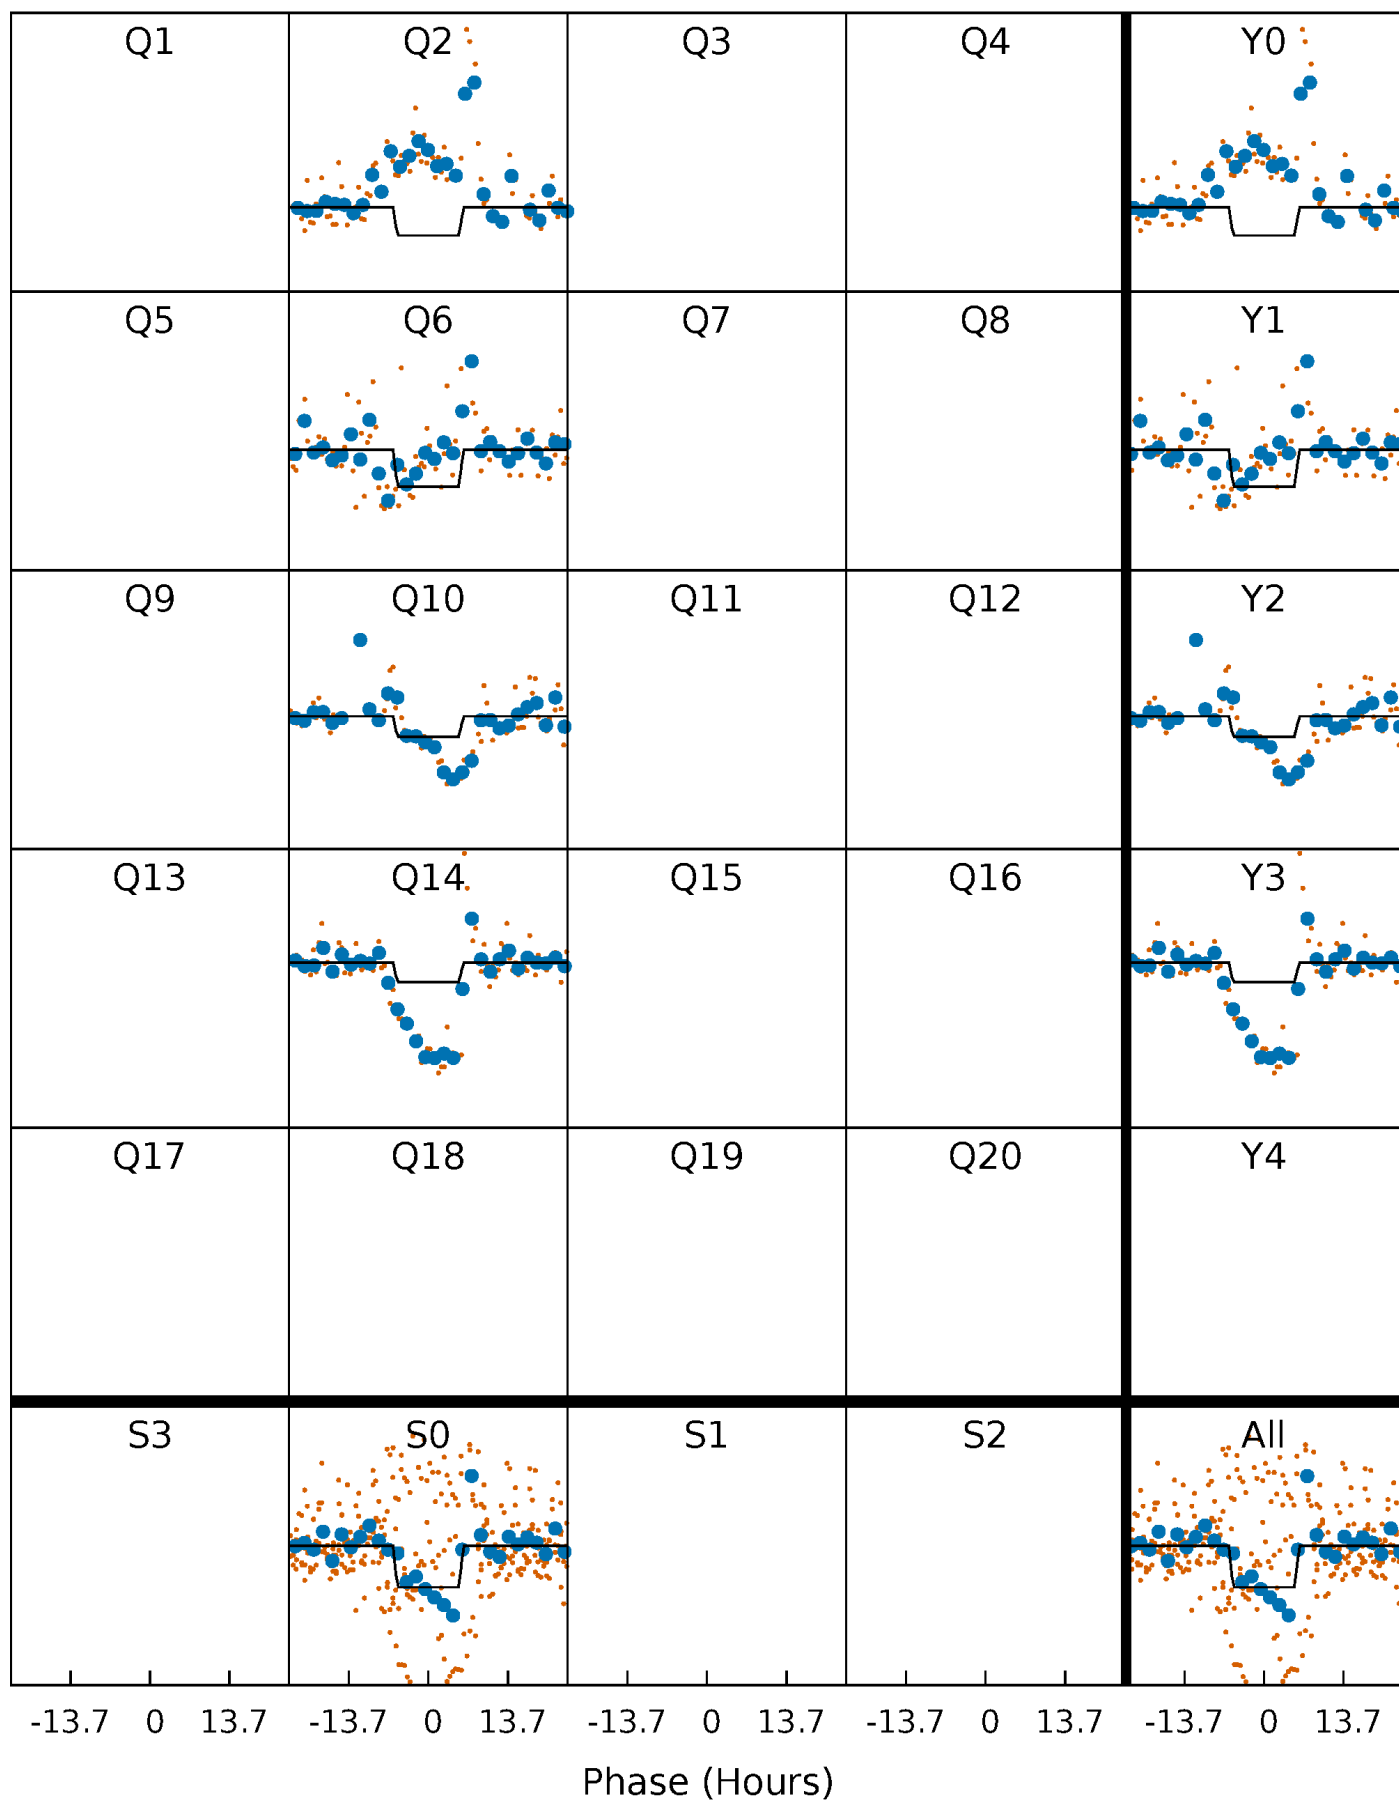 Q1 Q2 Q3 Q4 Y0
Q5 Q6 Q7 Q8 Y1
Q9 Q10 Q11 Q12 Y2
Q13 Q14 Q15 Q16 Y3
Q17 Q18 Q19 Q20 Y4
S3 S0 S1 S2 All
-13.7 0 13.7 -13.7 0 13.7 -13.7 0 13.7 -13.7 0 13.7 -13.7 0 13.7
Phase (Hours)